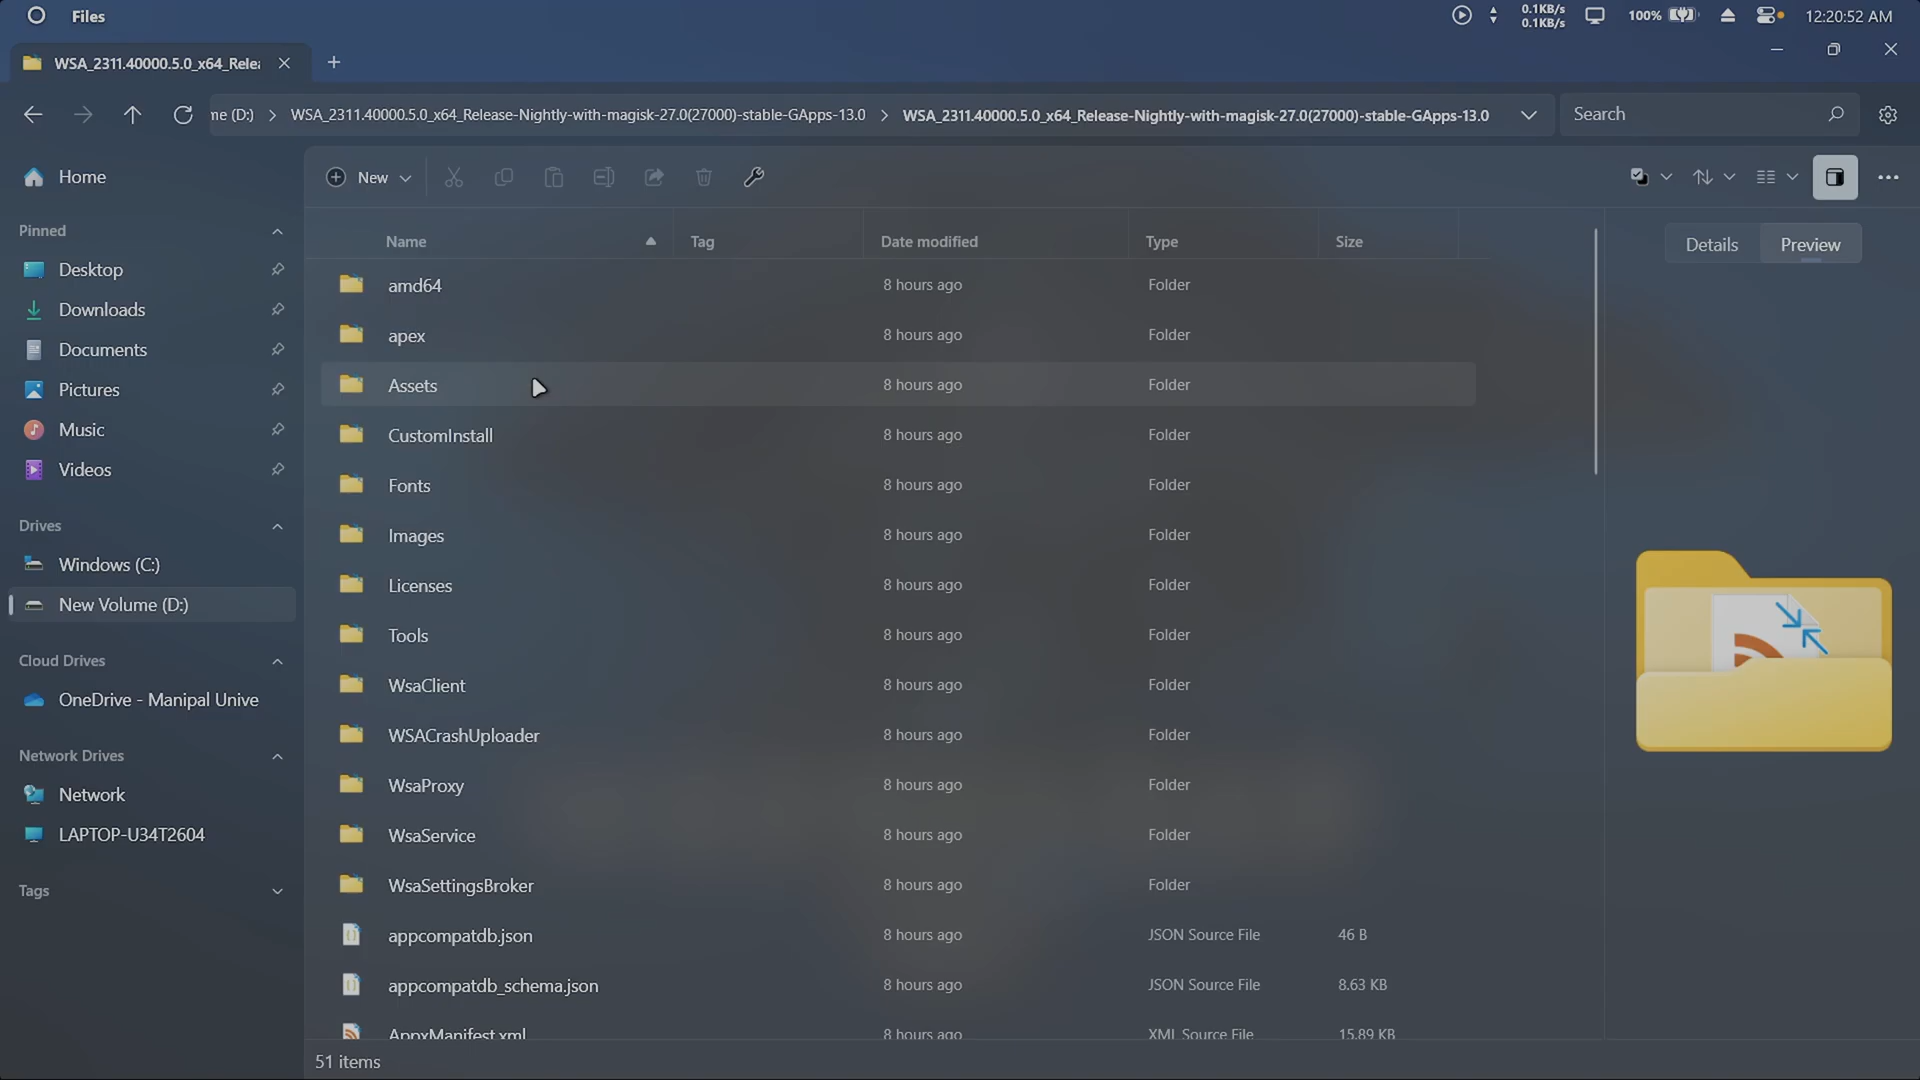 Files
0.1KB/s
0.1KB/s
100%
12:20:52 AM
WSA_2311.40000.5.0_x64_Relea
ne (D:) > WSA_2311.40000.5.0_x64_Release-Nightly-with-magisk-27.0(27000)-stable-GApps-13.0 > WSA_2311.40000.5.0_x64_Release-Nightly-with-magisk-27.0(27000)-stable-GApps-13.0
Search
New
Home
Pinned
Desktop
Downloads
Documents
Pictures
Music
Videos
Drives
Windows (C:)
New Volume (D:)
Cloud Drives
OneDrive - Manipal Unive
Network Drives
Network
LAPTOP-U34T2604
Tags
Name Tag Date modified Type Size
amd64 8 hours ago Folder
apex 8 hours ago Folder
Assets 8 hours ago Folder
CustomInstall 8 hours ago Folder
Fonts 8 hours ago Folder
Images 8 hours ago Folder
Licenses 8 hours ago Folder
Tools 8 hours ago Folder
WsaClient 8 hours ago Folder
WSACrashUploader 8 hours ago Folder
WsaProxy 8 hours ago Folder
WsaService 8 hours ago Folder
WsaSettingsBroker 8 hours ago Folder
appcompatdb.json 8 hours ago JSON Source File 46 B
appcompatdb_schema.json 8 hours ago JSON Source File 8.63 KB
AppxManifest.xml 8 hours ago XML Source File 15.89 KB
51 items
Details
Preview